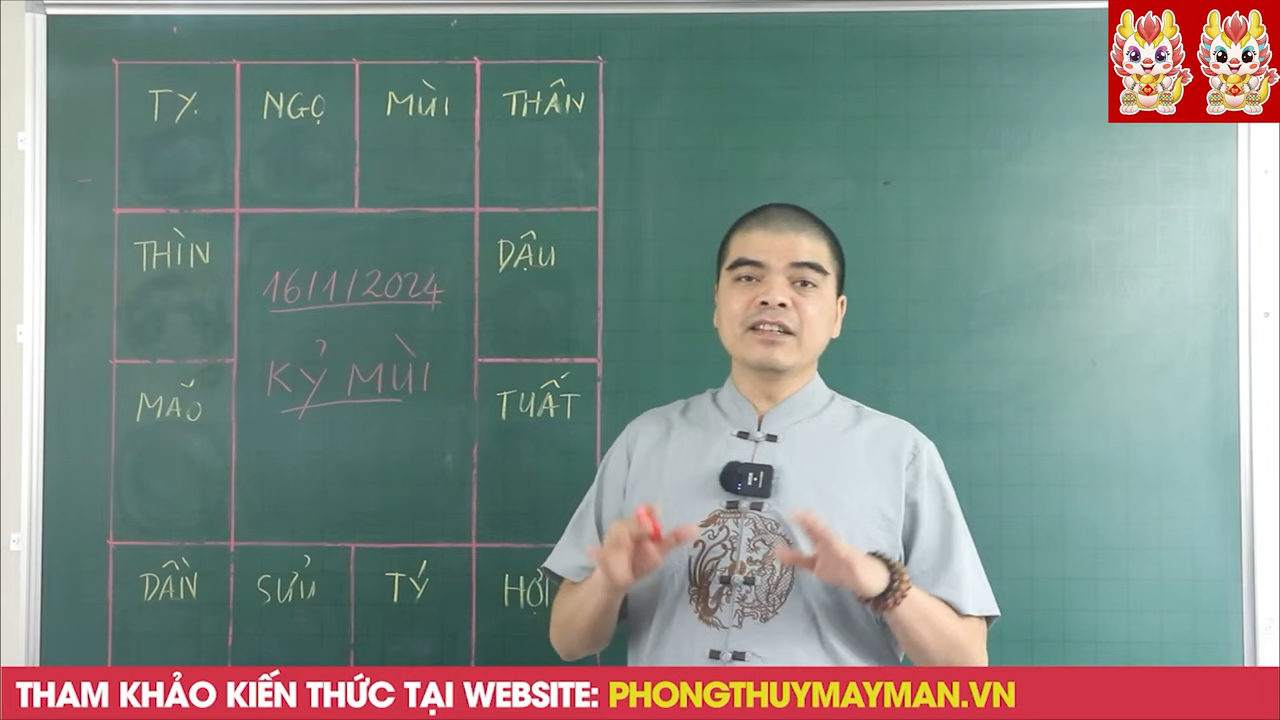 TỴ NGỌ MÙI THÂN
THÌN DẬU
16/1/2024
KỶ MÙI
MÃO TUẤT
DẦN SỬU TÝ HỢI
THAM KHẢO KIẾN THỨC TẠI WEBSITE: PHONGTHUYMAYMAN.VN